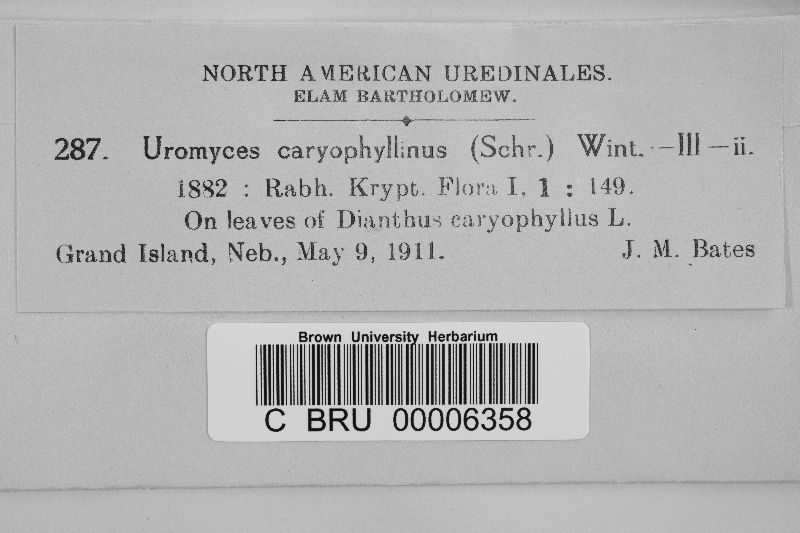 NORTH AMERICAN UREDINALES.
ELAM BARTHOLOMEW.
287. Uromyces caryophyllinus (Schr.) Wint. —III—ii.
1882 : Rabh. Krypt. Flora I, 1 : 149.
On leaves of Dianthus caryophyllus L.
Grand Island, Neb., May 9, 1911. J. M. Bates
Brown University Herbarium
C BRU 00006358